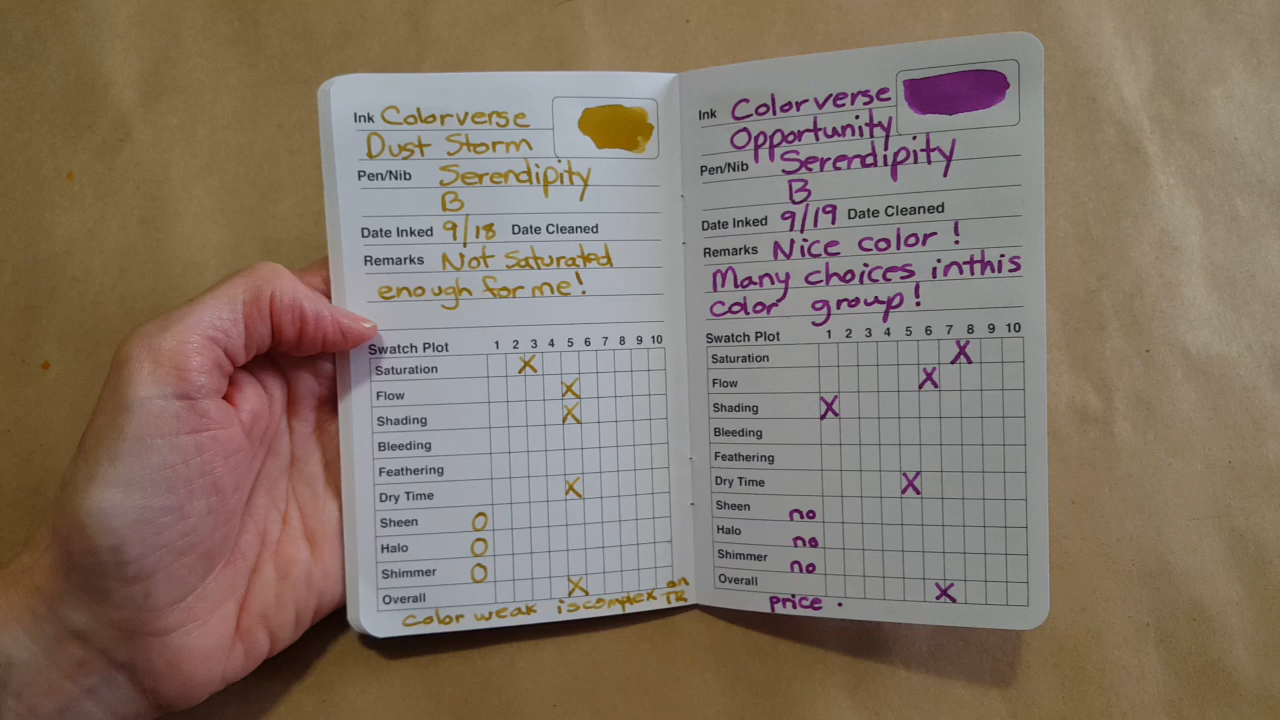 Ink Colorverse
Dust Storm
Pen/Nib Serendipity
B
Date Inked 9/18 Date Cleaned
Remarks Not Saturated
enough for me!
Swatch Plot 1 2 3 4 5 6 7 8 9 10
Saturation X
Flow X
Shading X
Bleeding
Feathering
Dry Time X
Sheen O
Halo O
Shimmer O
Overall X
color weak is complex on
TR
Ink Colorverse
Opportunity
Pen/Nib Serendipity
B
Date Inked 9/19 Date Cleaned
Remarks Nice color!
Many choices in this
color group!
Swatch Plot 1 2 3 4 5 6 7 8 9 10
Saturation X
Flow X
Shading X
Bleeding
Feathering
Dry Time X
Sheen no
Halo no
Shimmer no
Overall X
price .